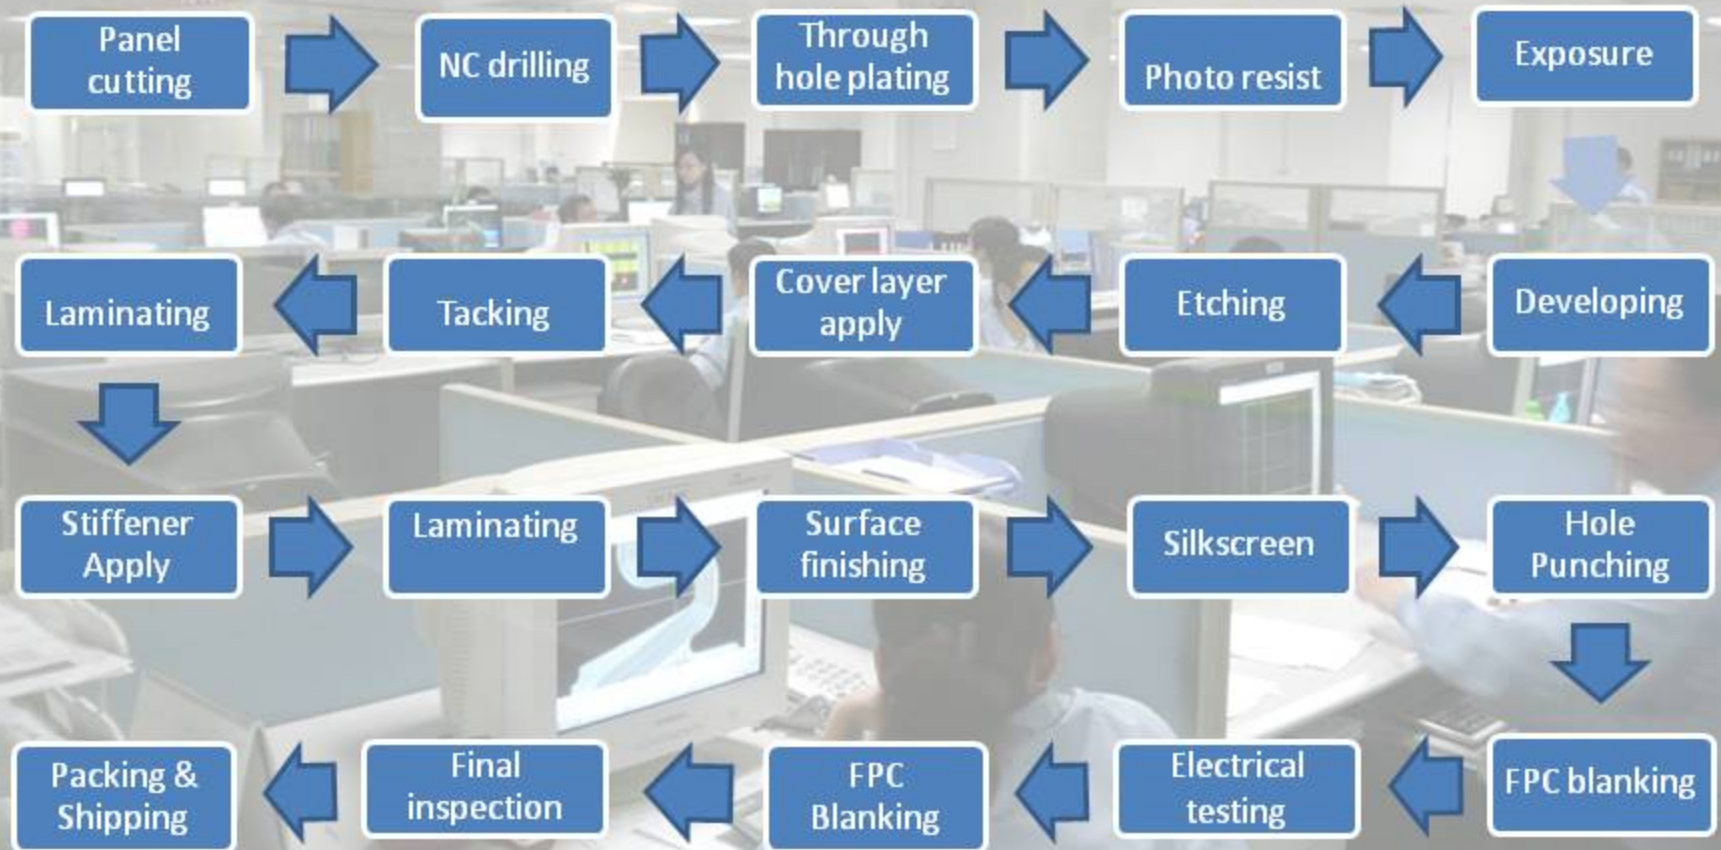 Panel
cutting
NC drilling
Through
hole plating
Photo resist
Exposure
Laminating
Tacking
Cover layer
apply
Etching
Developing
Stiffener
Apply
Laminating
Surface
finishing
Silkscreen
Hole
Punching
Packing &
Shipping
Final
inspection
FPC
Blanking
Electrical
testing
FPC blanking